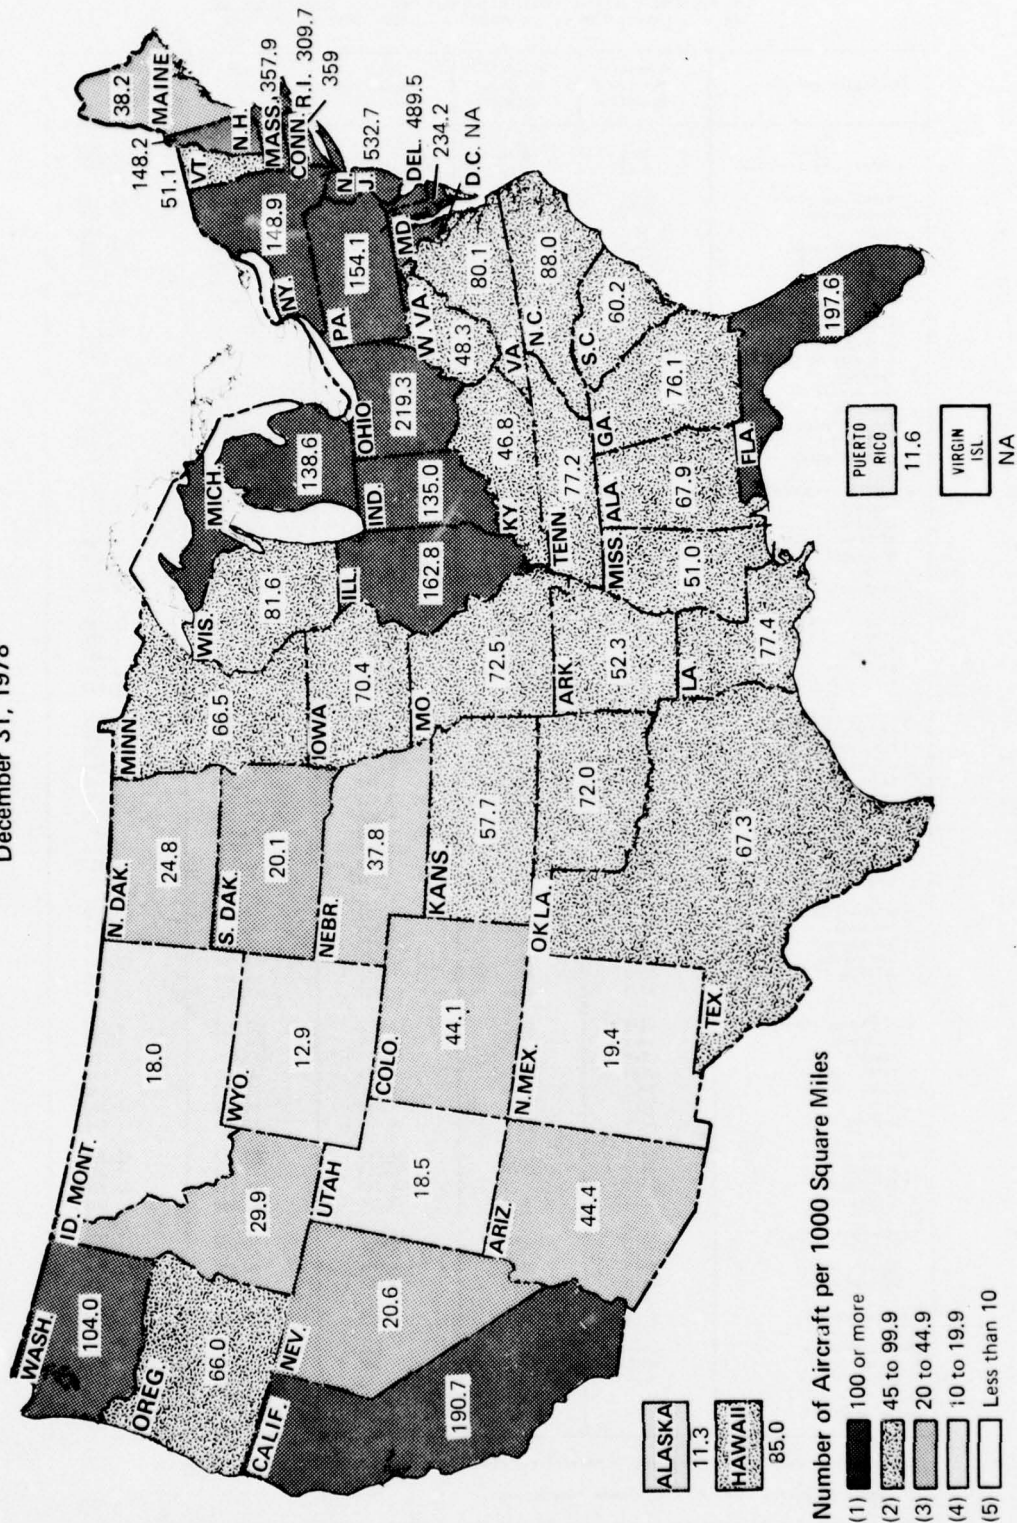 December 31, 1978
WASH.
104.0
OREG
66.0
CALIF.
190.7
NEV.
20.6
ID.
29.9
MONT.
18.0
WYO.
12.9
UTAH
18.5
ARIZ.
44.4
COLO.
44.1
N.MEX.
19.4
N. DAK.
24.8
S. DAK.
20.1
NEBR.
37.8
KANS
57.7
OKLA.
72.0
TEX.
67.3
MINN
66.5
IOWA
70.4
MO
72.5
ARK
52.3
LA
77.4
WIS.
81.6
ILL.
162.8
MICH.
138.6
IND.
135.0
OHIO
219.3
KY.
46.8
TENN
77.2
MISS
51.0
ALA
67.9
GA
76.1
FLA
197.6
S.C.
60.2
N.C.
88.0
VA.
80.1
W. VA.
48.3
PA.
154.1
NY.
148.9
VT.
51.1
N.H.
148.2
MAINE
38.2
MASS. 357.9
R.I. 309.7
CONN.
359
N.
J.
532.7
DEL. 489.5
MD.
234.2
D.C. NA
ALASKA
11.3
HAWAII
85.0
PUERTO
RICO
11.6
VIRGIN
ISL
NA
Number of Aircraft per 1000 Square Miles
(1) 100 or more
(2) 45 to 99.9
(3) 20 to 44.9
(4) 10 to 19.9
(5) Less than 10